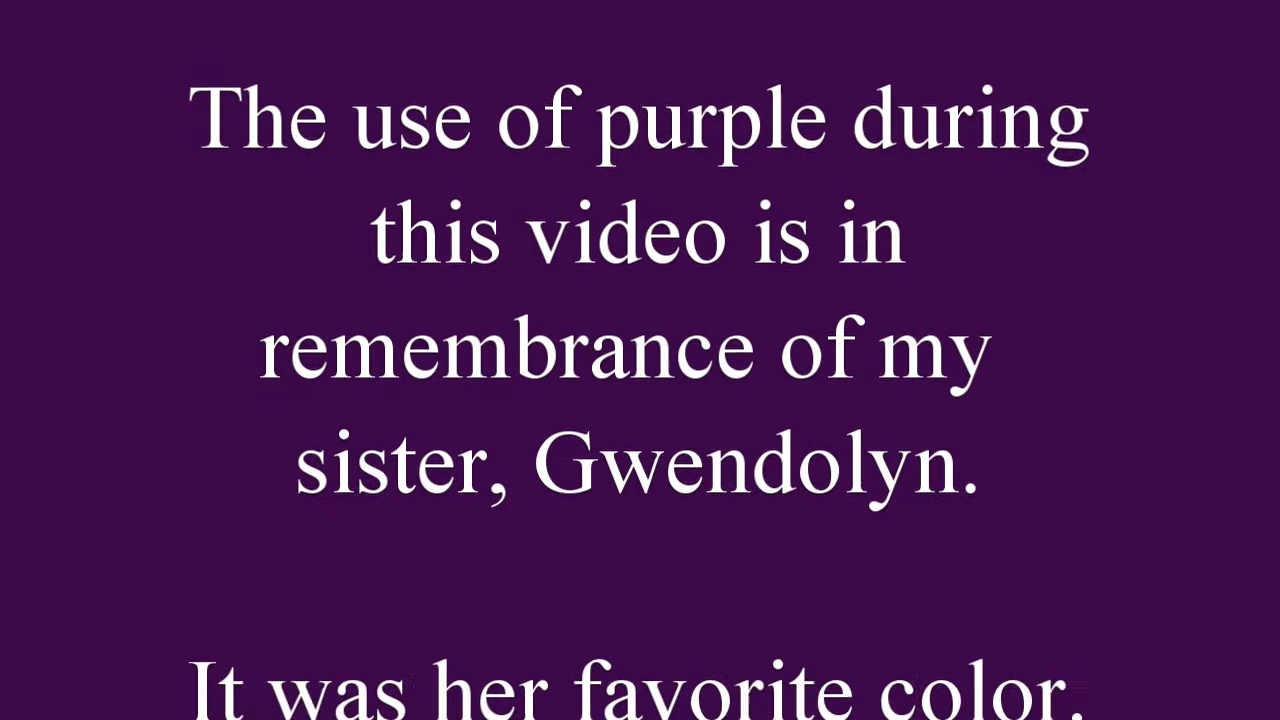 The use of purple during
this video is in
remembrance of my
sister, Gwendolyn.
It was her favorite color.